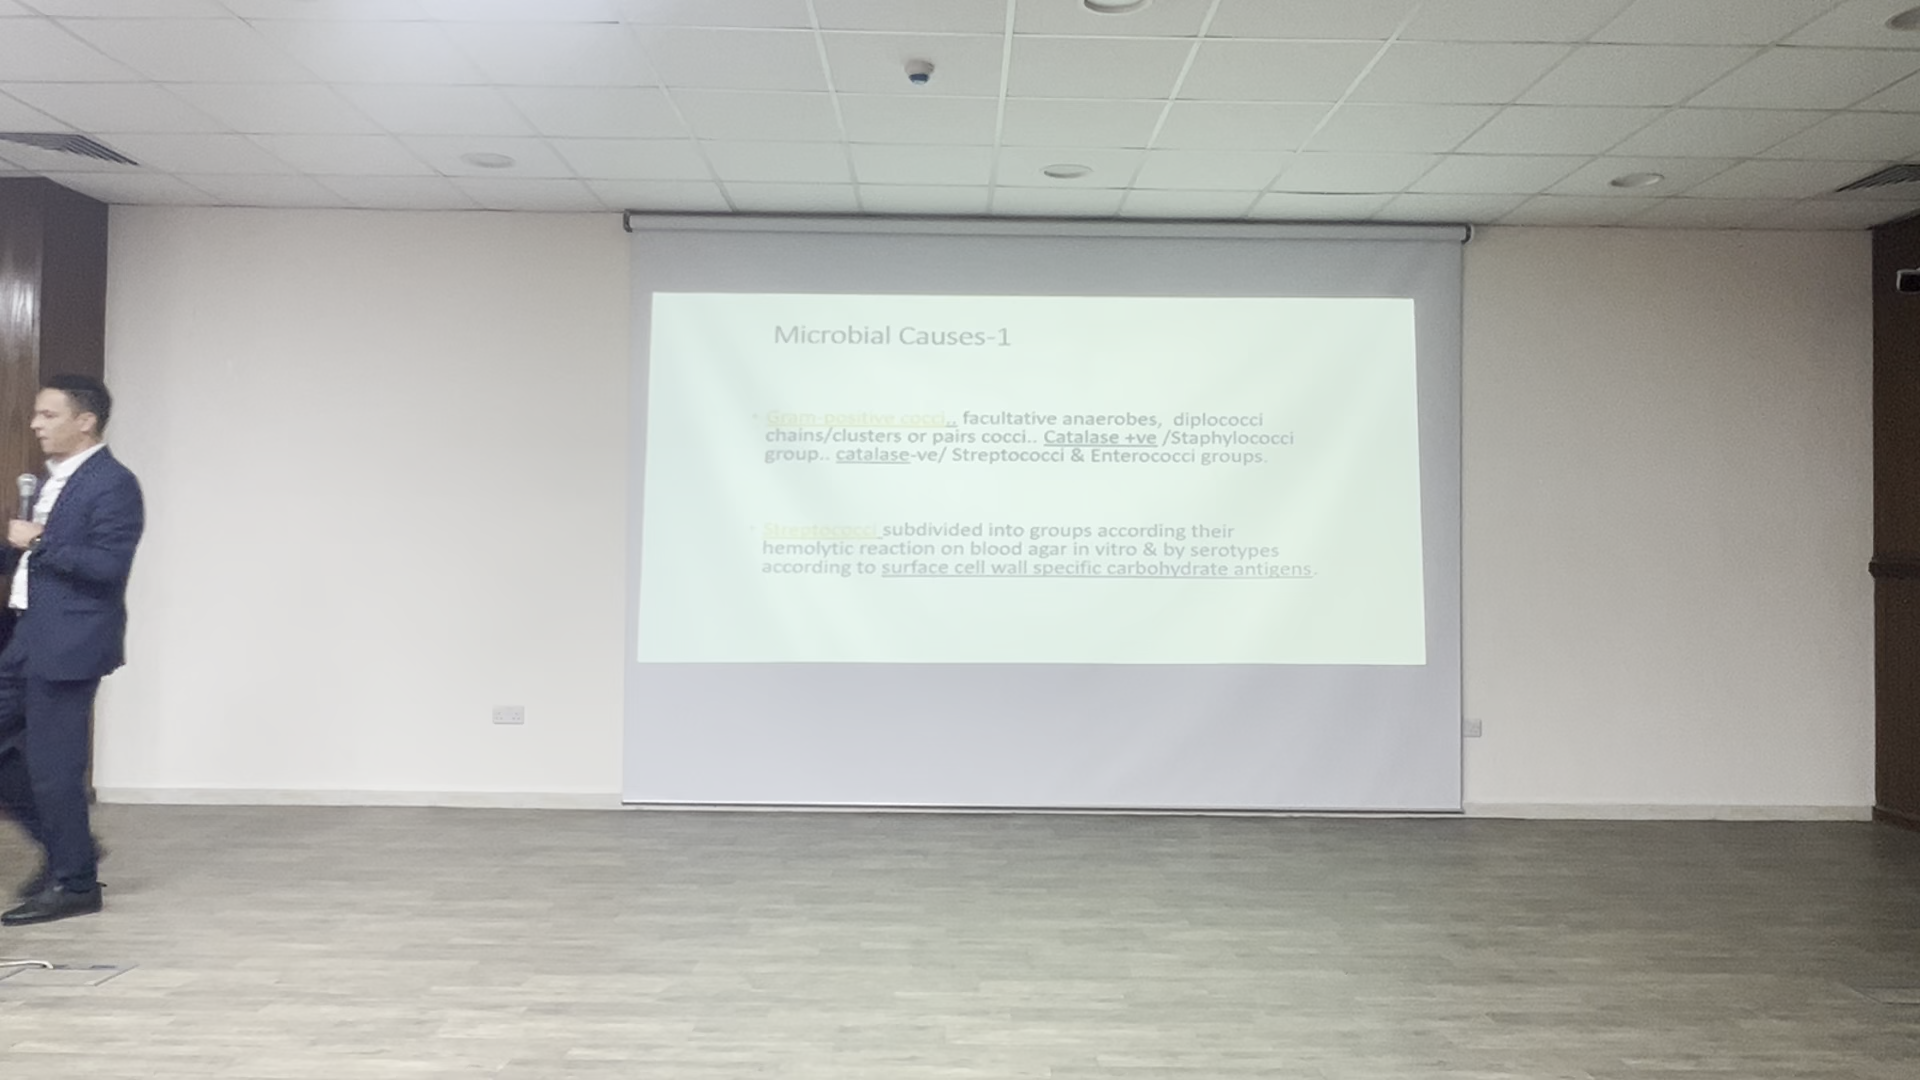 Microbial Causes-1
• Gram-positive cocci.. facultative anaerobes, diplococci
chains/clusters or pairs cocci.. Catalase +ve /Staphylococci
group.. catalase-ve/ Streptococci & Enterococci groups.
• Streptococci subdivided into groups according their
hemolytic reaction on blood agar in vitro & by serotypes
according to surface cell wall specific carbohydrate antigens.